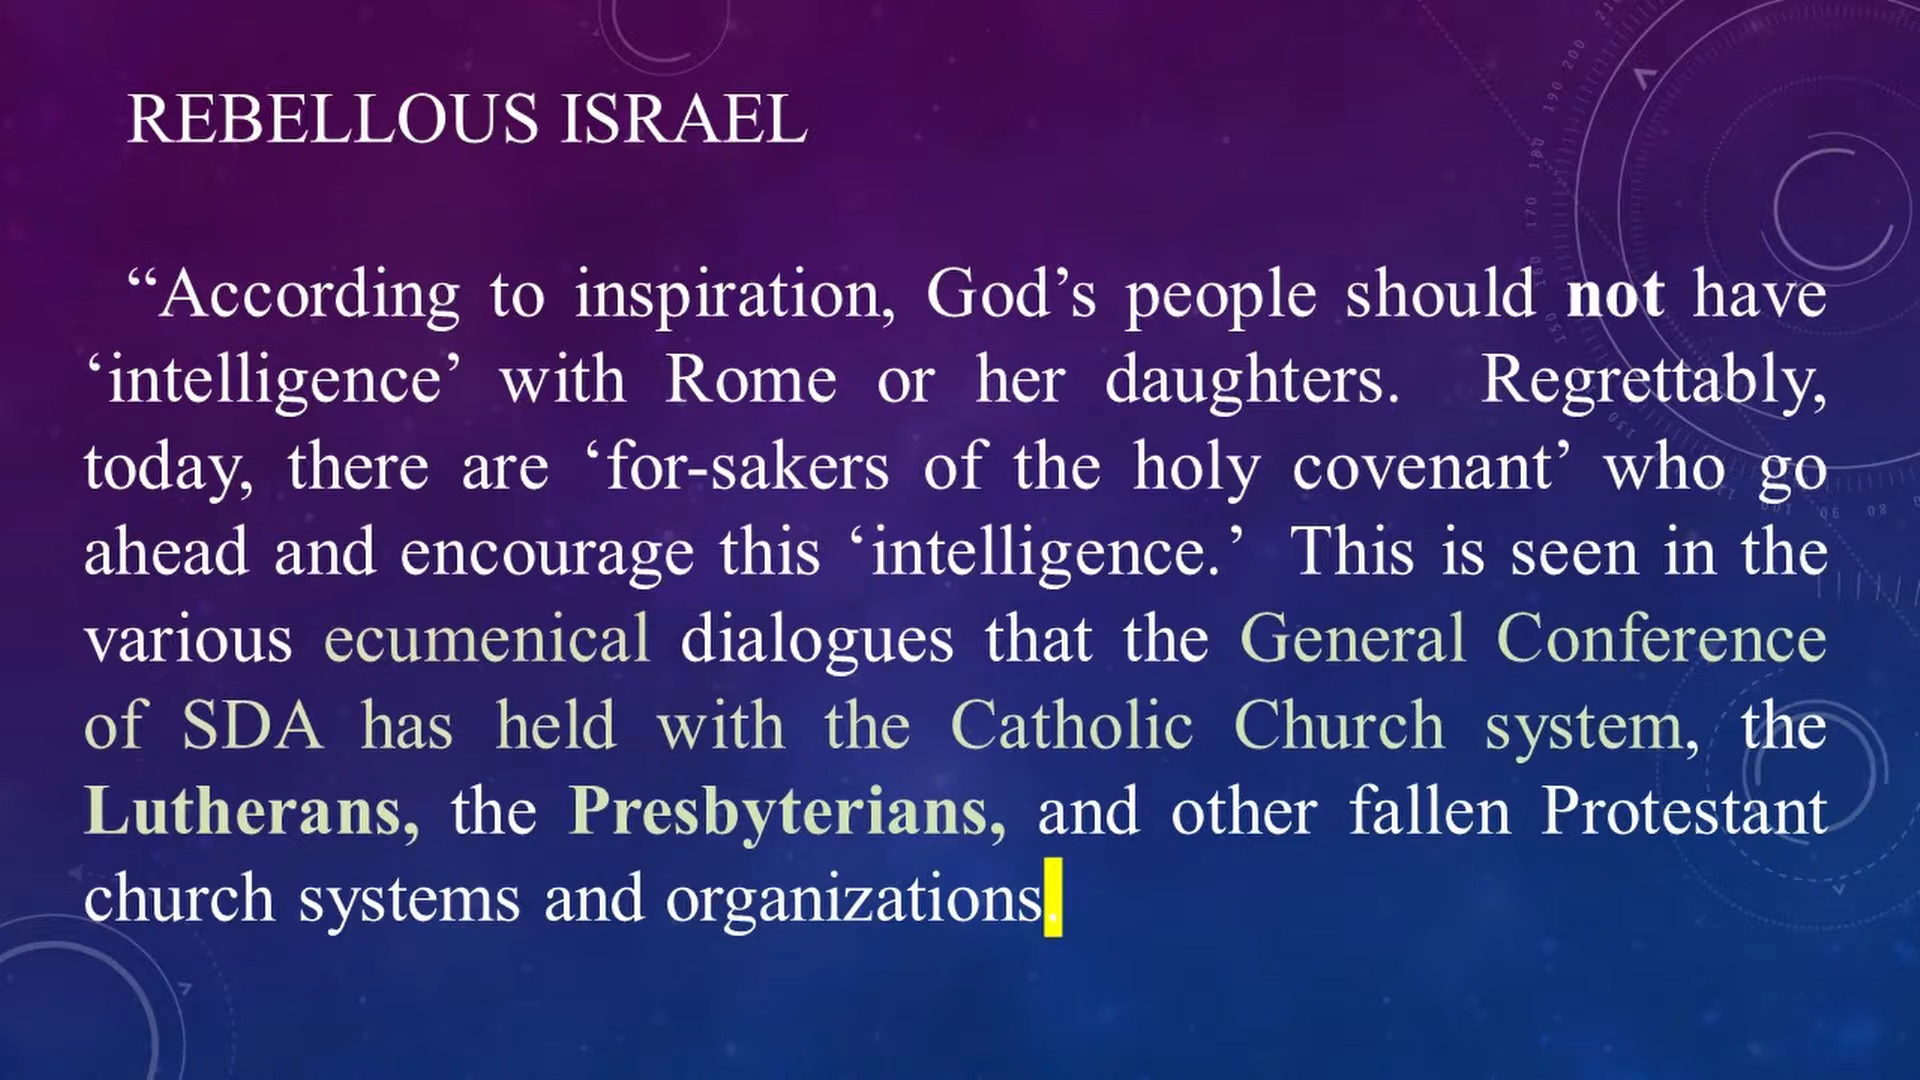 REBELLOUS ISRAEL
“According to inspiration, God’s people should not have
‘intelligence’ with Rome or her daughters. Regrettably,
today, there are ‘for-sakers of the holy covenant’ who go
ahead and encourage this ‘intelligence.’ This is seen in the
various ecumenical dialogues that the General Conference
of SDA has held with the Catholic Church system, the
Lutherans, the Presbyterians, and other fallen Protestant
church systems and organizations.